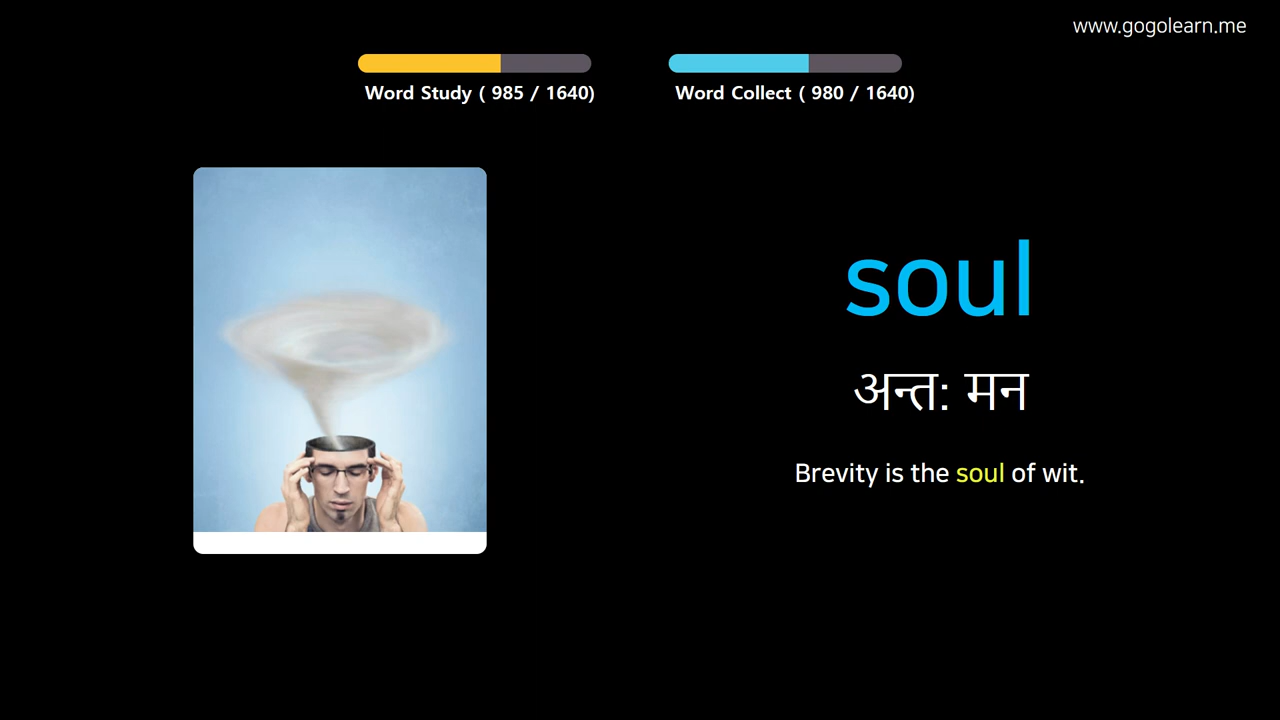 www.gogolearn.me
Word Study ( 985 / 1640)
Word Collect ( 980 / 1640)
soul
अन्त: मन
Brevity is the soul of wit.